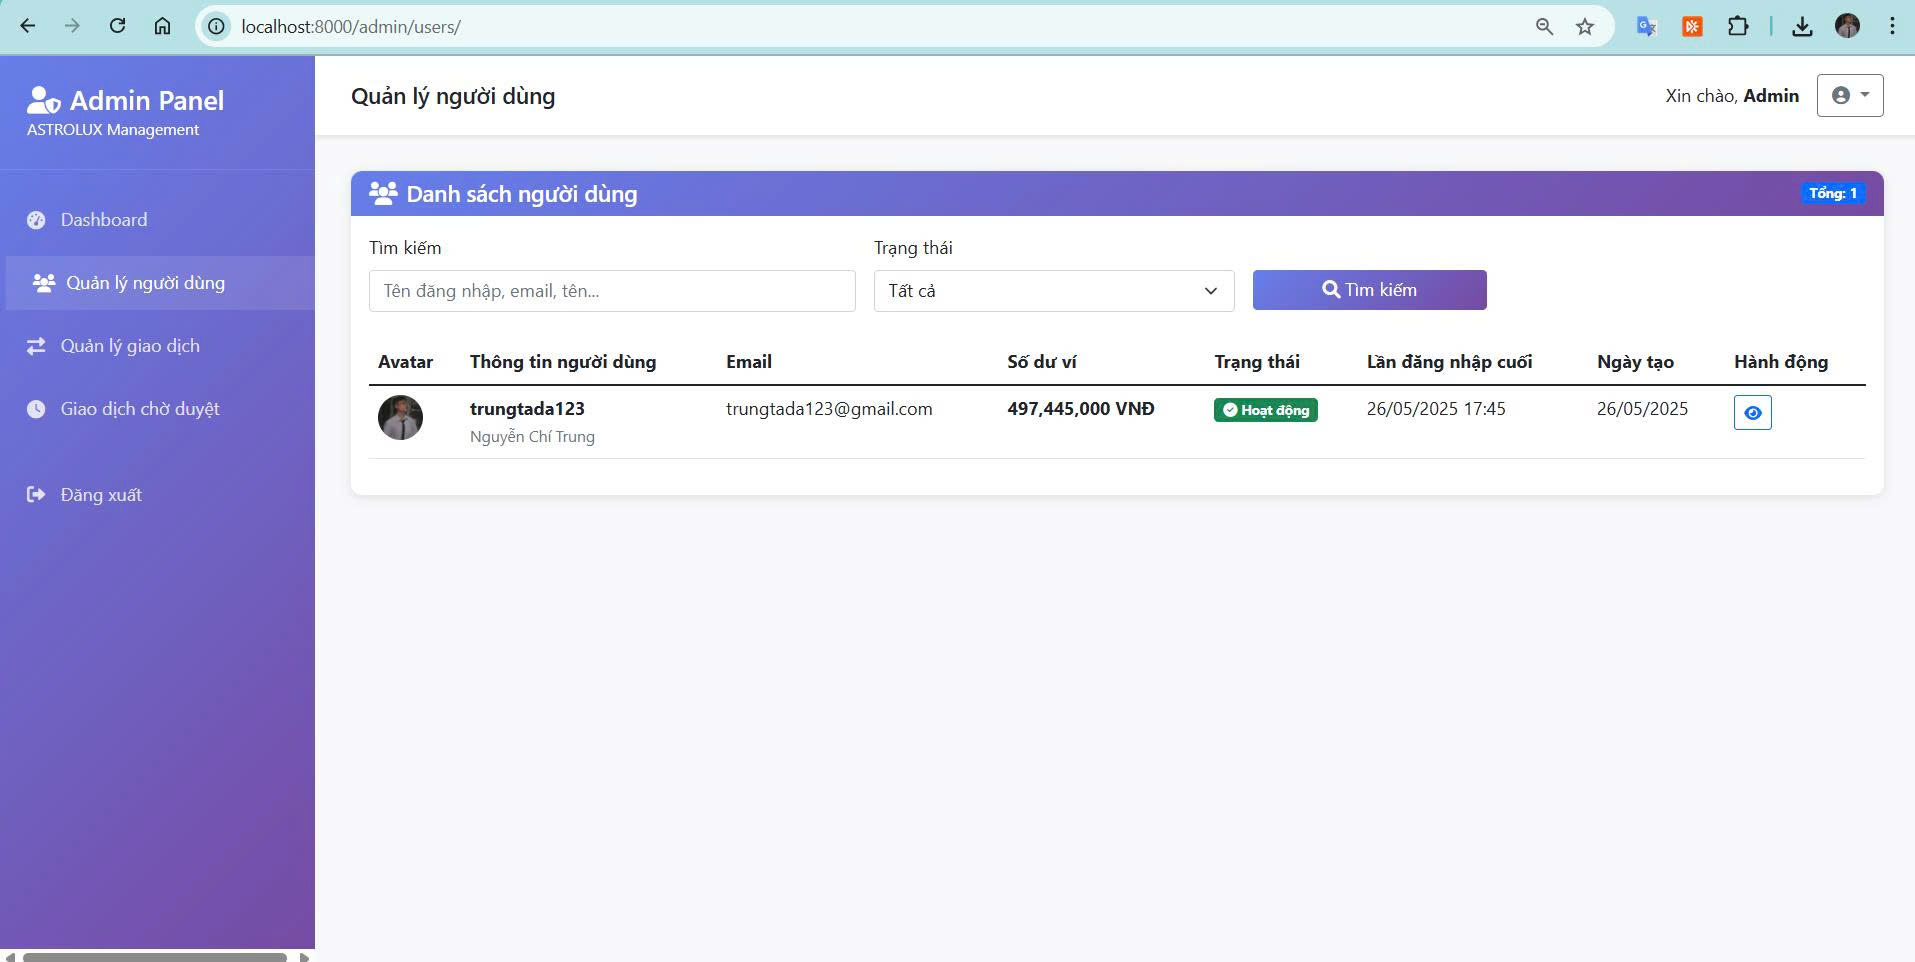 localhost:8000/admin/users/
Admin Panel
ASTROLUX Management
Dashboard
Quản lý người dùng
Quản lý giao dịch
Giao dịch chờ duyệt
Đăng xuất
Quản lý người dùng
Xin chào, Admin
Danh sách người dùng
Tổng: 1
Tìm kiếm
Trạng thái
Tên đăng nhập, email, tên...
Tất cả
Tìm kiếm
Avatar Thông tin người dùng Email Số dư ví Trạng thái Lần đăng nhập cuối Ngày tạo Hành động
trungtada123 trungtada123@gmail.com 497,445,000 VNĐ Hoạt động 26/05/2025 17:45 26/05/2025
Nguyễn Chí Trung